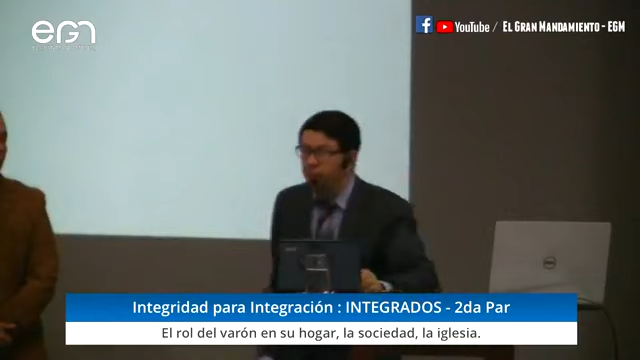 EGM
YouTube / El Gran Mandamiento - EGM
DELL
Integridad para Integración : INTEGRADOS - 2da Par
El rol del varón en su hogar, la sociedad, la iglesia.